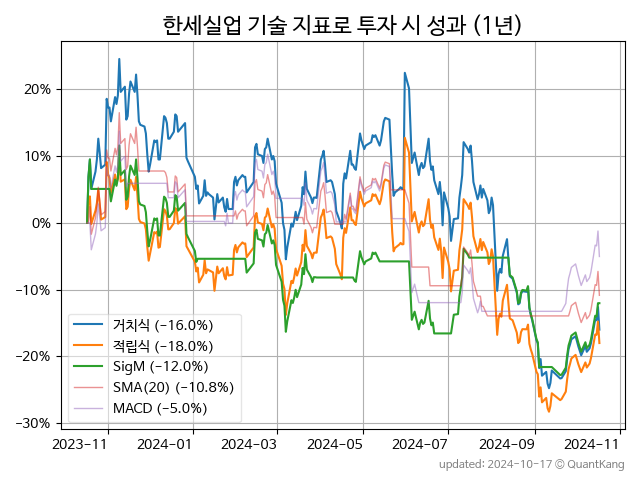 한세실업 기술 지표로 투자 시 성과 (1년)
20%
10%
0%
−10%
−20%
−30%
거치식 (−16.0%)
적립식 (−18.0%)
SigM (−12.0%)
SMA(20) (−10.8%)
MACD (−5.0%)
2023-11
2024-01
2024-03
2024-05
2024-07
2024-09
2024-11
updated: 2024-10-17 © QuantKang